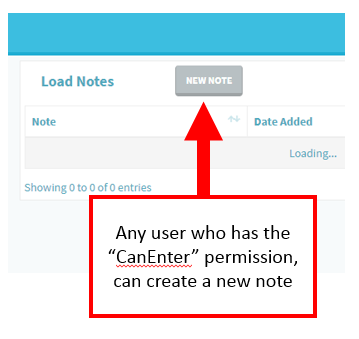 Load Notes
NEW NOTE
Note
Date Added
Loading...
Showing 0 to 0 of 0 entries
Any user who has the
“CanEnter” permission,
can create a new note